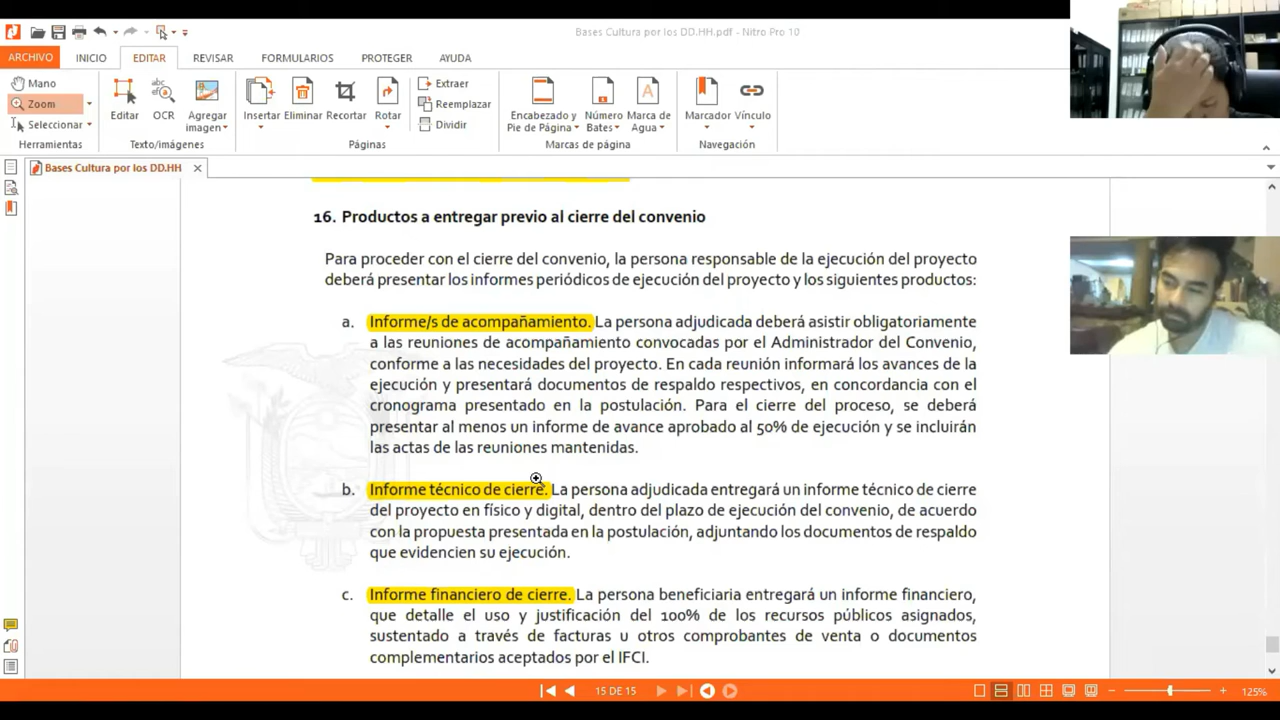 Bases Cultura por los DD.HH.pdf - Nitro Pro 10
ARCHIVO INICIO EDITAR REVISAR FORMULARIOS PROTEGER AYUDA
Mano
Zoom
Seleccionar
Herramientas
Editar
OCR
Agregar
imagen
Texto/imágenes
Insertar
Eliminar
Recortar
Rotar
Extraer
Reemplazar
Dividir
Páginas
Encabezado y
Pie de Página
Número
Bates
Marca de
Agua
Marcas de página
Marcador
Vínculo
Navegación
Bases Cultura por los DD.HH
16. Productos a entregar previo al cierre del convenio
Para proceder con el cierre del convenio, la persona responsable de la ejecución del proyecto
deberá presentar los informes periódicos de ejecución del proyecto y los siguientes productos:
a. Informe/s de acompañamiento. La persona adjudicada deberá asistir obligatoriamente
a las reuniones de acompañamiento convocadas por el Administrador del Convenio,
conforme a las necesidades del proyecto. En cada reunión informará los avances de la
ejecución y presentará documentos de respaldo respectivos, en concordancia con el
cronograma presentado en la postulación. Para el cierre del proceso, se deberá
presentar al menos un informe de avance aprobado al 50% de ejecución y se incluirán
las actas de las reuniones mantenidas.
b. Informe técnico de cierre. La persona adjudicada entregará un informe técnico de cierre
del proyecto en físico y digital, dentro del plazo de ejecución del convenio, de acuerdo
con la propuesta presentada en la postulación, adjuntando los documentos de respaldo
que evidencien su ejecución.
c. Informe financiero de cierre. La persona beneficiaria entregará un informe financiero,
que detalle el uso y justificación del 100% de los recursos públicos asignados,
sustentado a través de facturas u otros comprobantes de venta o documentos
complementarios aceptados por el IFCI.
15 DE 15
125%